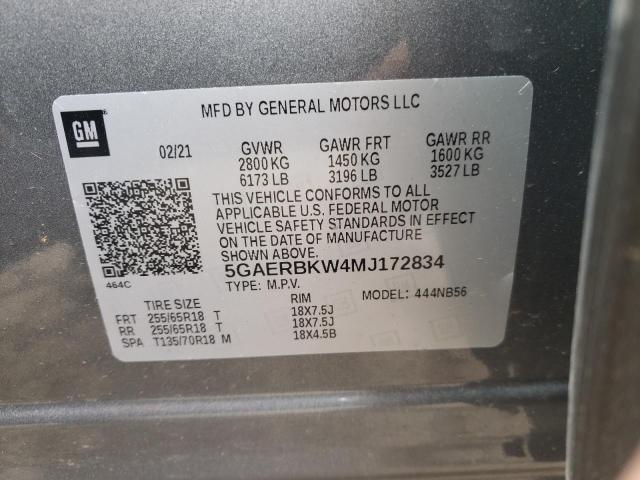 MFD BY GENERAL MOTORS LLC
GM
02/21
GVWR GAWR FRT GAWR RR
2800 KG 1450 KG 1600 KG
6173 LB 3196 LB 3527 LB
THIS VEHICLE CONFORMS TO ALL
APPLICABLE U.S. FEDERAL MOTOR
VEHICLE SAFETY STANDARDS IN EFFECT
ON THE DATE OF MANUFACTURE
SHOWN ABOVE.
5GAERBKW4MJ172834
464C
TYPE: M.P.V. MODEL: 444NB56
TIRE SIZE RIM
FRT 255/65R18 T 18X7.5J
RR 255/65R18 T 18X7.5J
SPA T135/70R18 M 18X4.5B